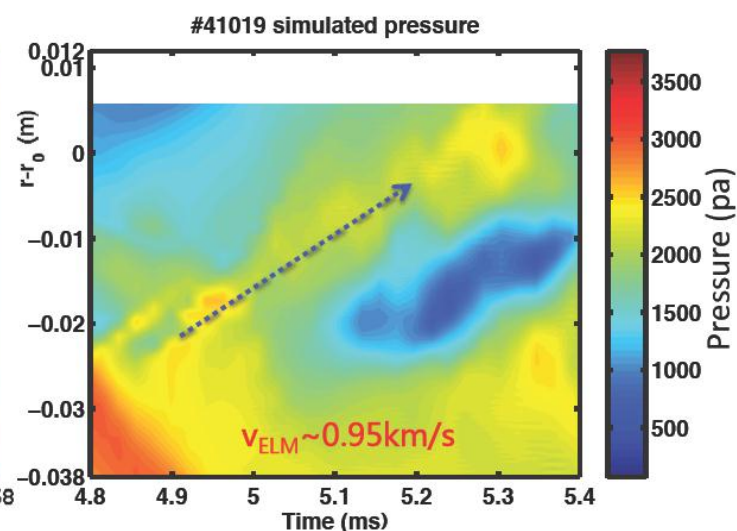 #41019 simulated pressure
0.012
0.01
0
−0.01
−0.02
−0.03
−0.038
r-r0 (m)
vELM~0.95km/s
58
4.8 4.9 5 5.1 5.2 5.3 5.4
Time (ms)
3500
3000
2500
2000
1500
1000
500
Pressure (pa)